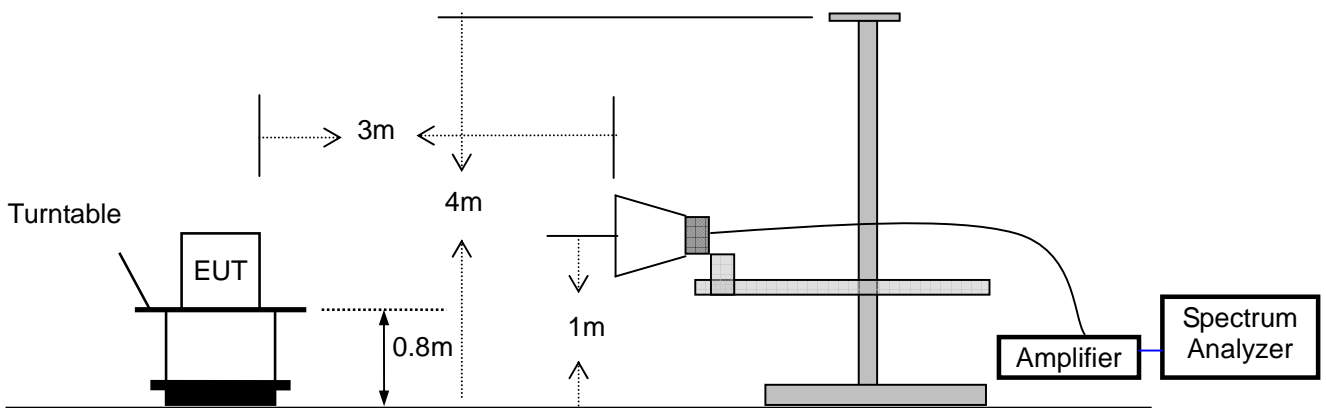 3m
4m
Turntable
EUT
0.8m
1m
Amplifier
Spectrum
Analyzer